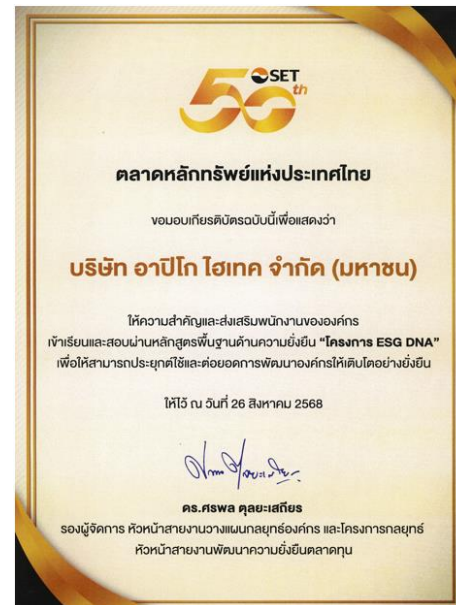 50th SET
ตลาดหลักทรัพย์แห่งประเทศไทย
ขอมอบเกียรติบัตรฉบับนี้เพื่อแสดงว่า
บริษัท อาปิโก ไฮเทค จำกัด (มหาชน)
ให้ความสำคัญและส่งเสริมพนักงานขององค์กร
เข้าเรียนและสอบผ่านหลักสูตรพื้นฐานด้านความยั่งยืน "โครงการ ESG DNA"
เพื่อให้สามารถประยุกต์ใช้และต่อยอดการพัฒนาองค์กรให้เติบโตอย่างยั่งยืน
ให้ไว้ ณ วันที่ 26 สิงหาคม 2568
ดร.ศรพล ตุลยะเสถียร
รองผู้จัดการ หัวหน้าสายงานวางแผนกลยุทธ์องค์กร และโครงการกลยุทธ์
หัวหน้าสายงานพัฒนาความยั่งยืนตลาดทุน